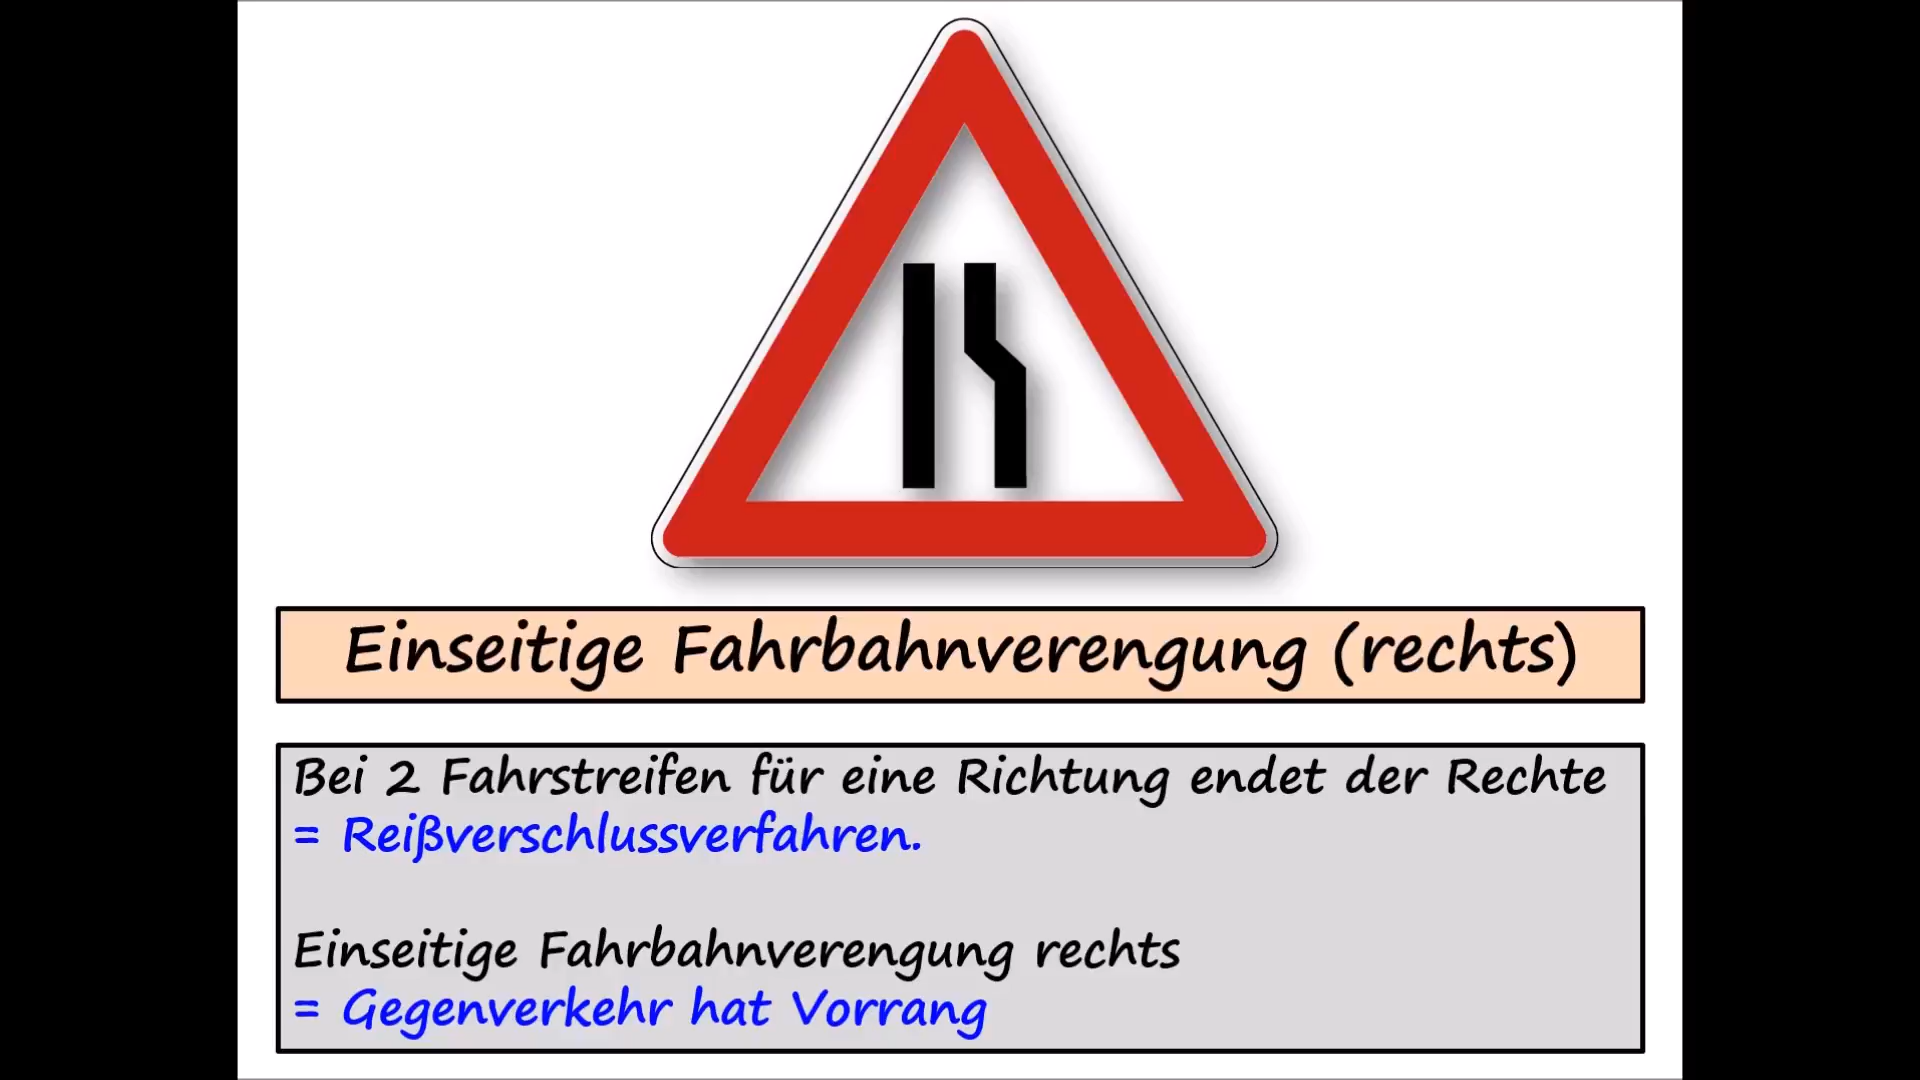 Einseitige Fahrbahnverengung (rechts)
Bei 2 Fahrstreifen für eine Richtung endet der Rechte
= Reißverschlussverfahren.
Einseitige Fahrbahnverengung rechts
= Gegenverkehr hat Vorrang